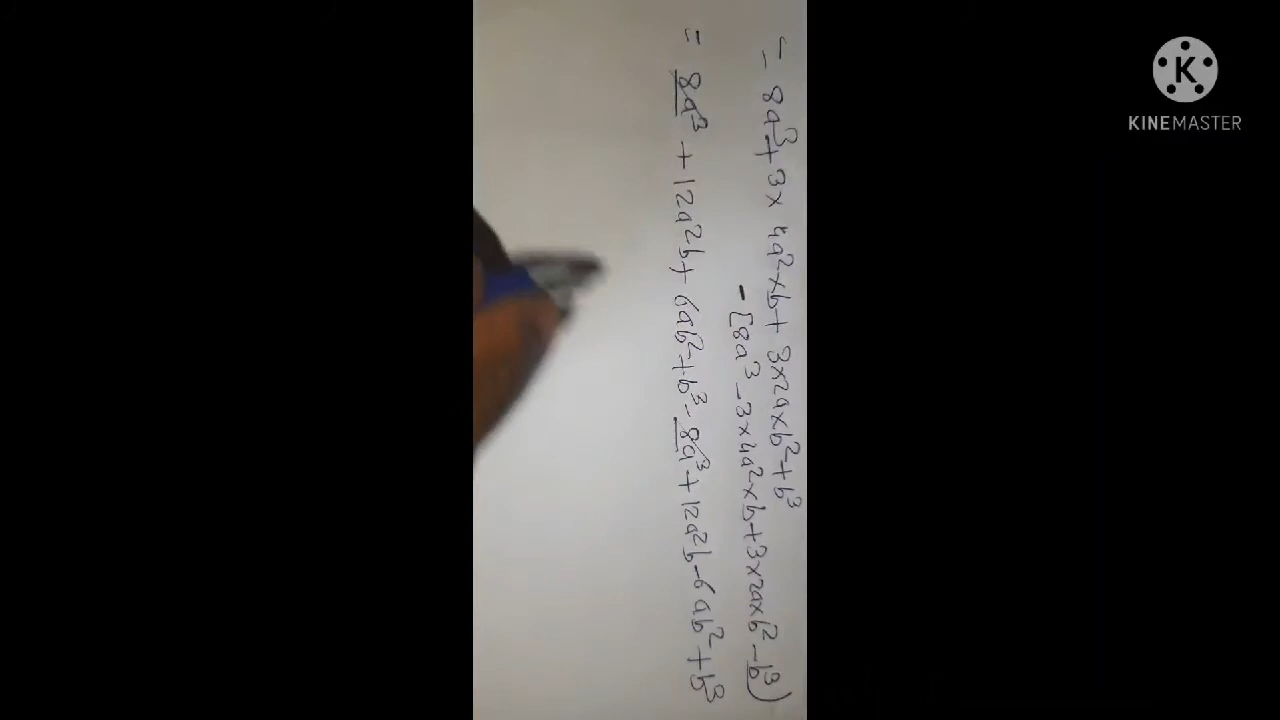 = 8a³ + 3x 4a² x b + 3 x 2a x b² + b³
- [8a³ - 3 x 4a² x b + 3 x 2a x b² - b³)
= 8a³ + 12a²b + 6ab² + b³ - 8a³ + 12a²b - 6ab² + b³
KINEMASTER